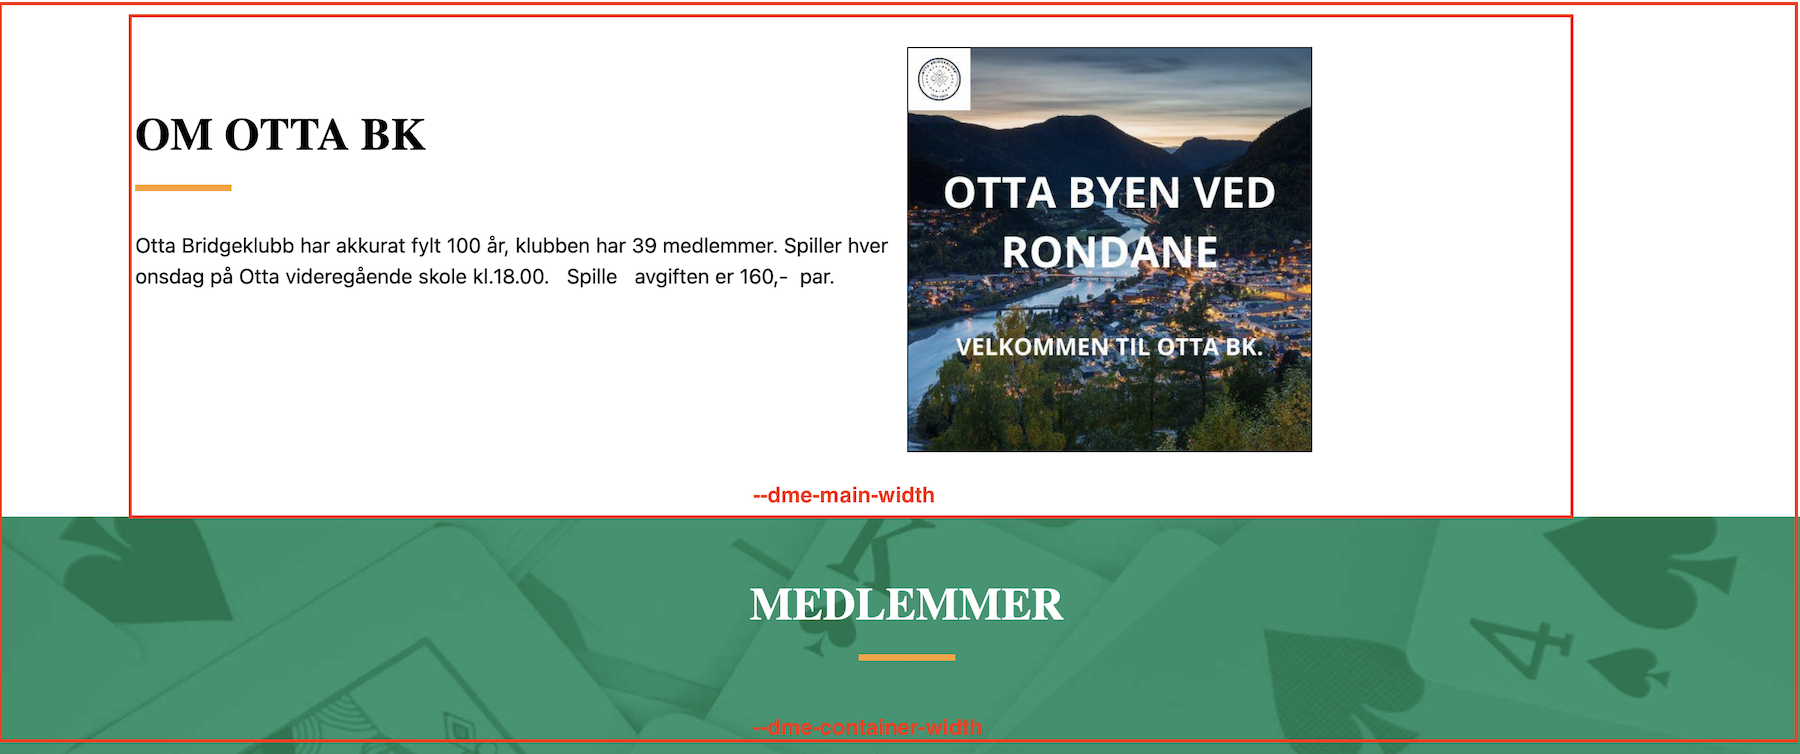 OM OTTA BK
Otta Bridgeklubb har akkurat fylt 100 år, klubben har 39 medlemmer. Spiller hver
onsdag på Otta videregående skole kl.18.00. Spille avgiften er 160,- par.
OTTA BYEN VED
RONDANE
VELKOMMEN TIL OTTA BK.
--dme-main-width
K
MEDLEMMER
4
--dme-container-width